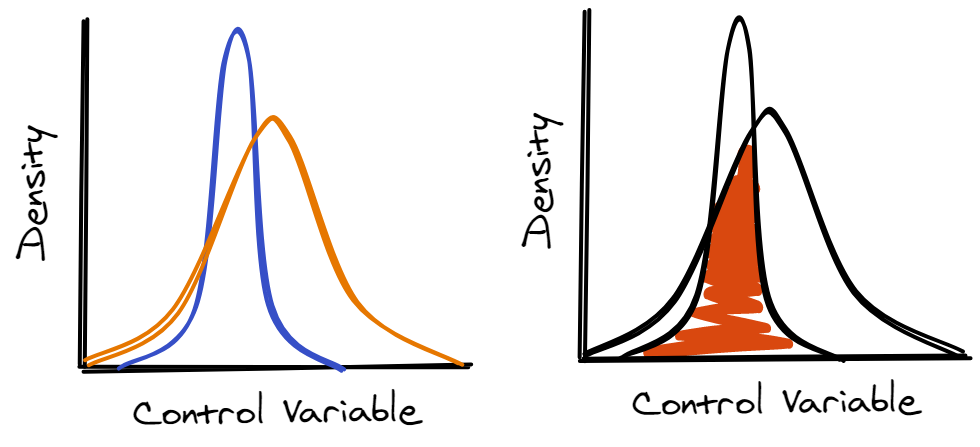 Density
Control Variable
Density
Control Variable